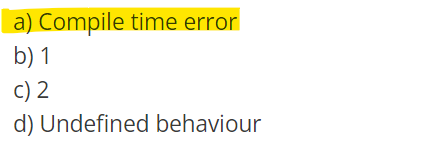 a) Compile time error
b) 1
c) 2
d) Undefined behaviour